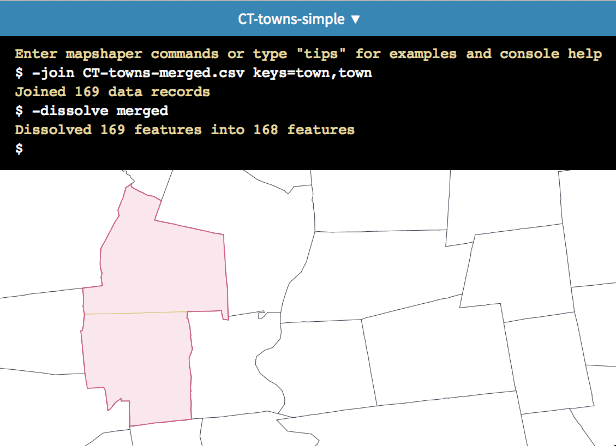 CT-towns-simple ▼
Enter mapshaper commands or type "tips" for examples and console help
$ -join CT-towns-merged.csv keys=town,town
Joined 169 data records
$ -dissolve merged
Dissolved 169 features into 168 features
$